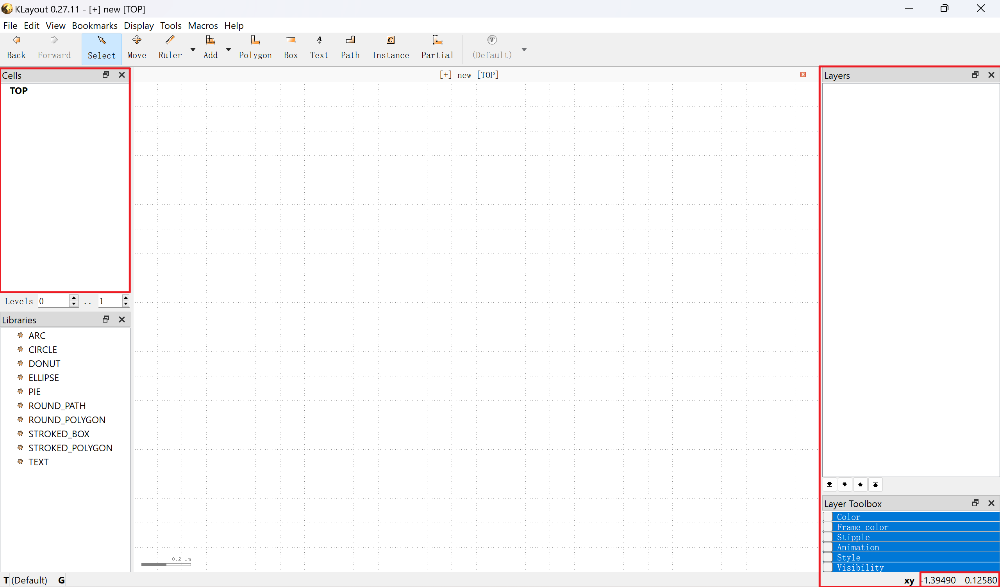 KLayout 0.27.11 - [+] new [TOP]
File Edit View Bookmarks Display Tools Macros Help
Back Forward Select Move Ruler Add Polygon Box Text Path Instance Partial (Default)
Cells
TOP
Levels 0 .. 1
Libraries
ARC
CIRCLE
DONUT
ELLIPSE
PIE
ROUND_PATH
ROUND_POLYGON
STROKED_BOX
STROKED_POLYGON
TEXT
[+] new [TOP]
0.2 µm
Layers
Layer Toolbox
Color
Frame color
Stipple
Animation
Style
Visibility
T (Default) G
xy -1.39490 0.12580